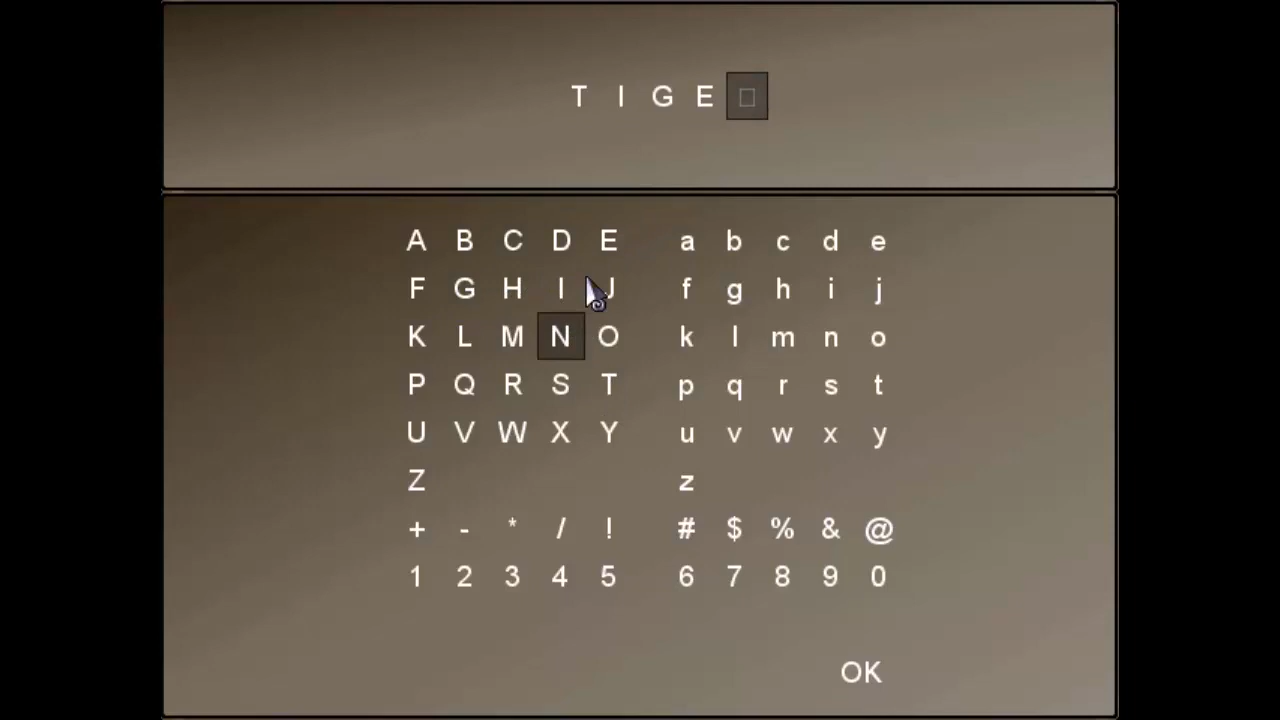 T I G E
A B C D E a b c d e
F G H I J f g h i j
K L M N O k l m n o
P Q R S T p q r s t
U V W X Y u v w x y
Z z
+ - * / ! # $ % & @
1 2 3 4 5 6 7 8 9 0
OK